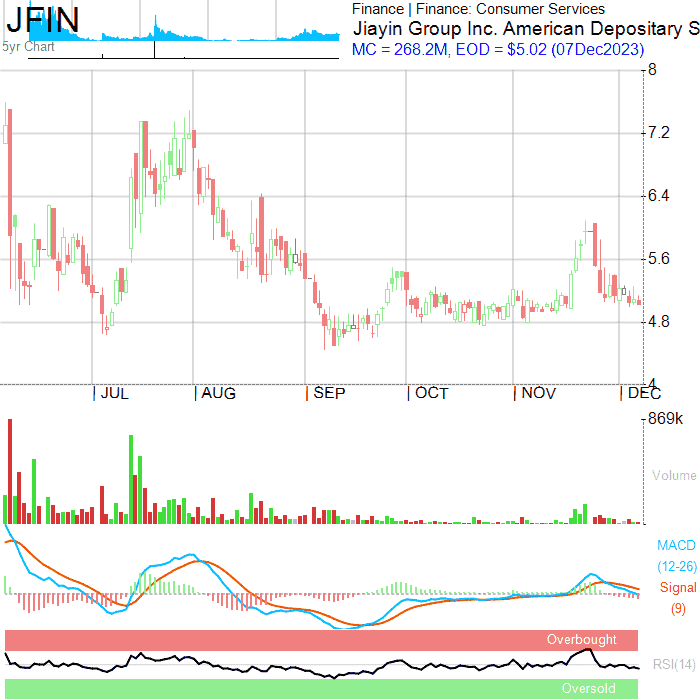 JFIN
5yr Chart
Finance | Finance: Consumer Services
Jiayin Group Inc. American Depositary S
MC = 268.2M, EOD = $5.02 (07Dec2023)
8
7.2
6.4
5.6
4.8
4
JUL AUG SEP OCT NOV DEC
869k
Volume
MACD
(12-26)
Signal
(9)
Overbought
RSI(14)
Oversold